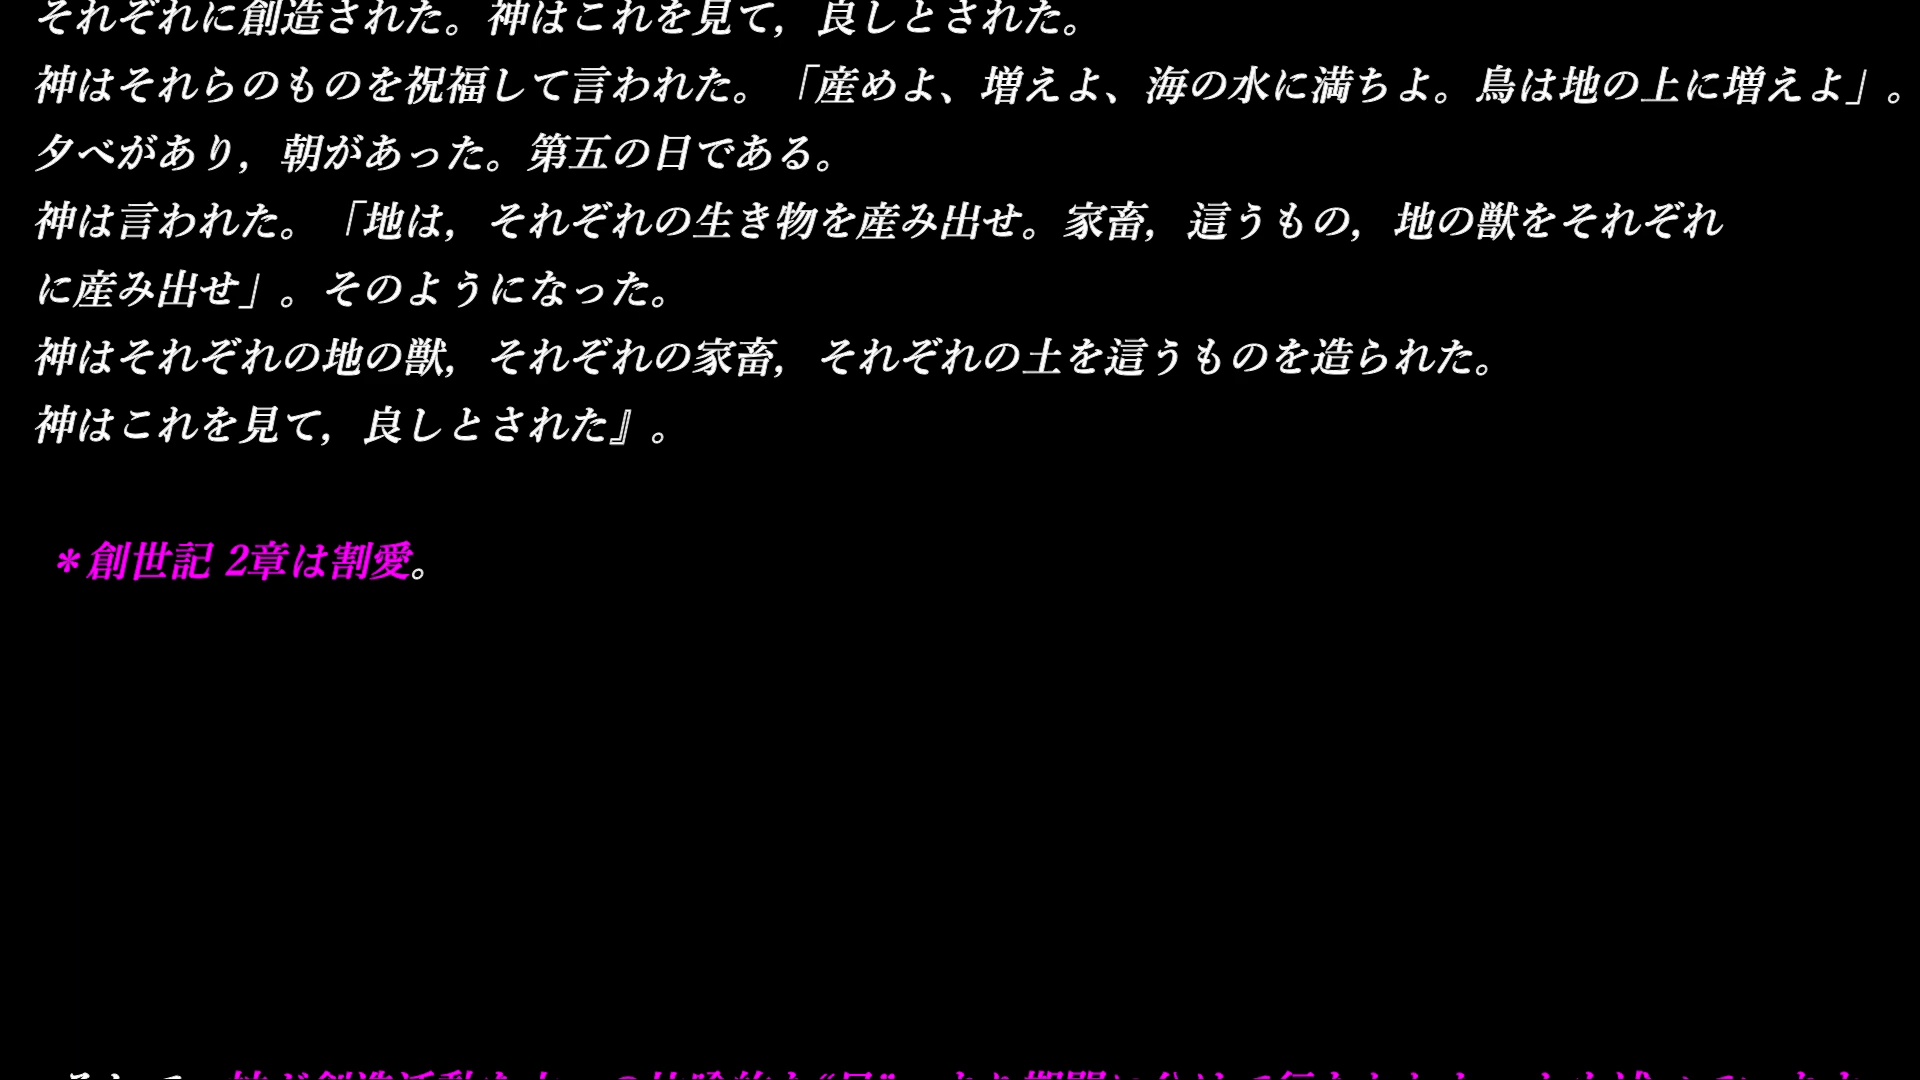 それぞれに創造された。神はこれを見て，良しとされた。
神はそれらのものを祝福して言われた。「産めよ、増えよ、海の水に満ちよ。鳥は地の上に増えよ」。
夕べがあり，朝があった。第五の日である。
神は言われた。「地は，それぞれの生き物を産み出せ。家畜，這うもの，地の獣をそれぞれ
に産み出せ」。そのようになった。
神はそれぞれの地の獣，それぞれの家畜，それぞれの土を這うものを造られた。
神はこれを見て，良しとされた』。
＊創世記 2章は割愛。